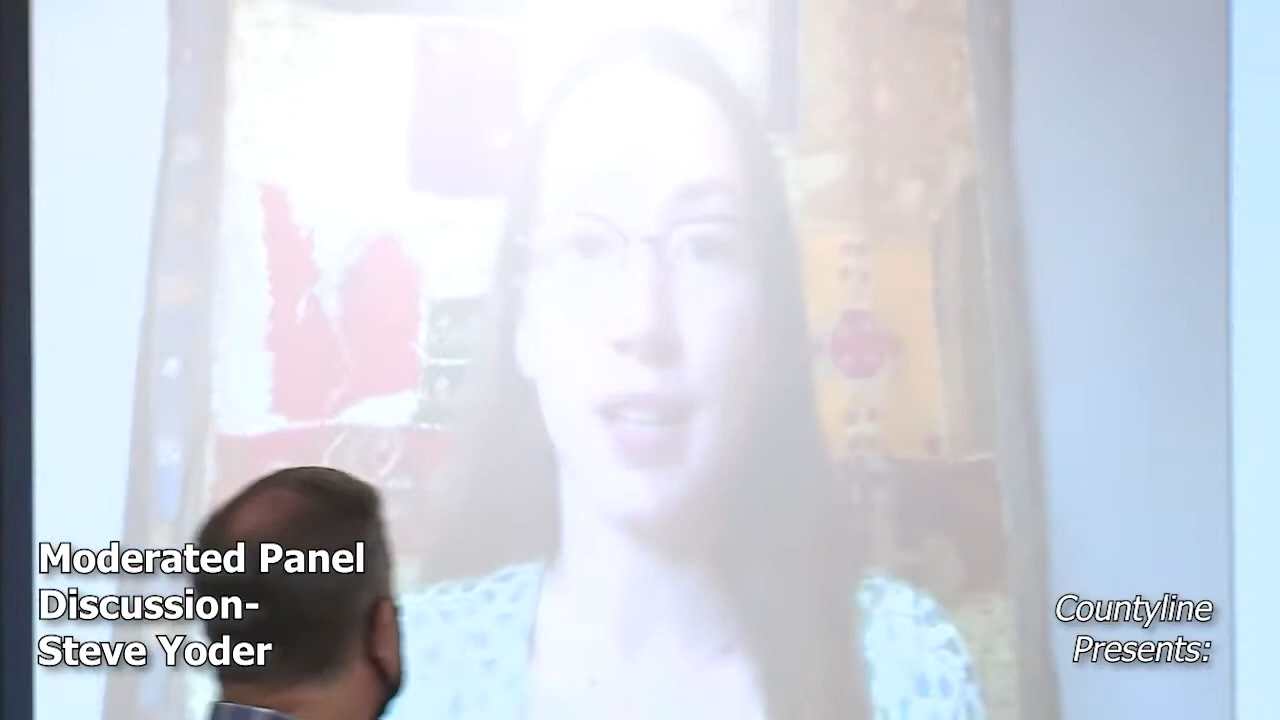 Moderated Panel
Discussion-
Steve Yoder
Countyline
Presents: